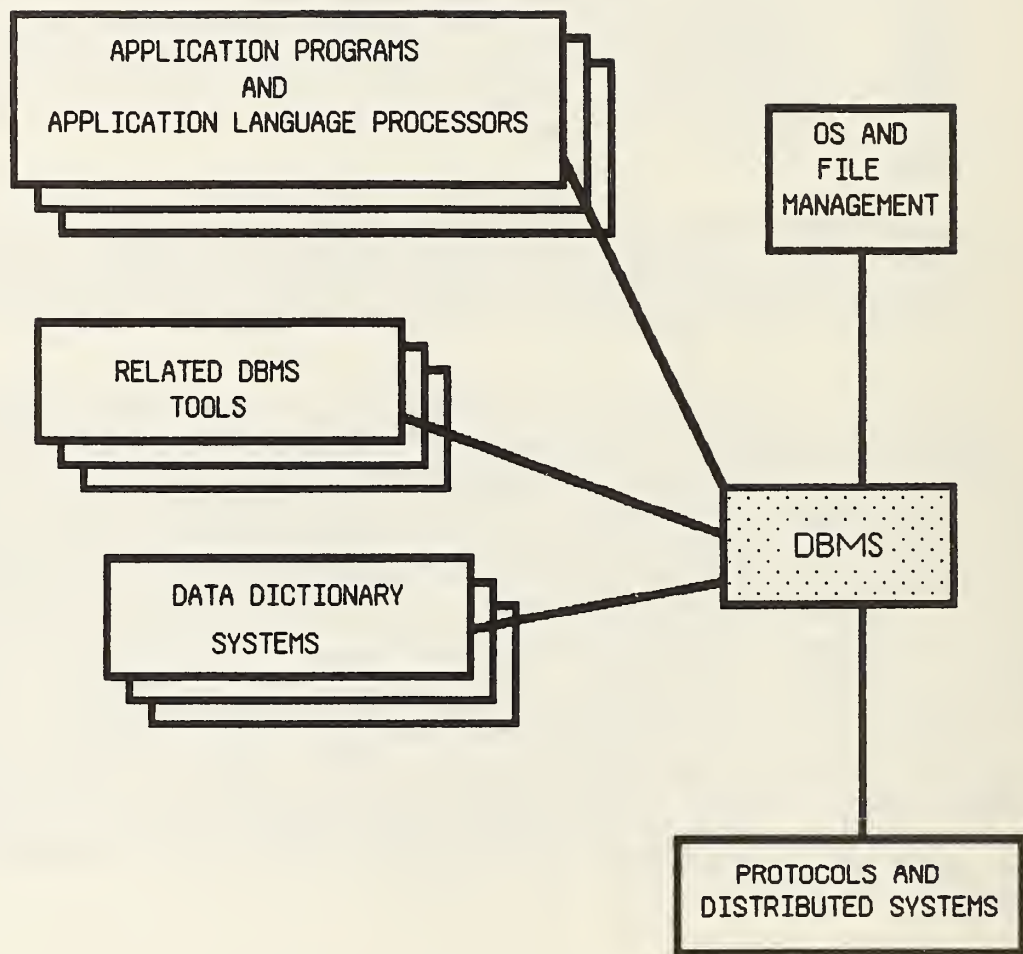 APPLICATION PROGRAMS
AND
APPLICATION LANGUAGE PROCESSORS
OS AND
FILE
MANAGEMENT
RELATED DBMS
TOOLS
DBMS
DATA DICTIONARY
SYSTEMS
PROTOCOLS AND
DISTRIBUTED SYSTEMS